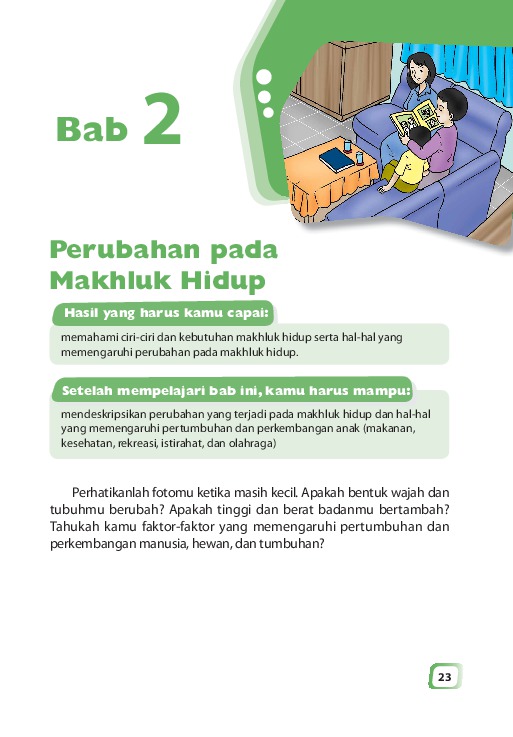 Bab 2
Perubahan pada
Makhluk Hidup
Hasil yang harus kamu capai:
memahami ciri-ciri dan kebutuhan makhluk hidup serta hal-hal yang
memengaruhi perubahan pada makhluk hidup.
Setelah mempelajari bab ini, kamu harus mampu:
mendeskripsikan perubahan yang terjadi pada makhluk hidup dan hal-hal
yang memengaruhi pertumbuhan dan perkembangan anak (makanan,
kesehatan, rekreasi, istirahat, dan olahraga)
Perhatikanlah fotomu ketika masih kecil. Apakah bentuk wajah dan
tubuhmu berubah? Apakah tinggi dan berat badanmu bertambah?
Tahukah kamu faktor-faktor yang memengaruhi pertumbuhan dan
perkembangan manusia, hewan, dan tumbuhan?
23